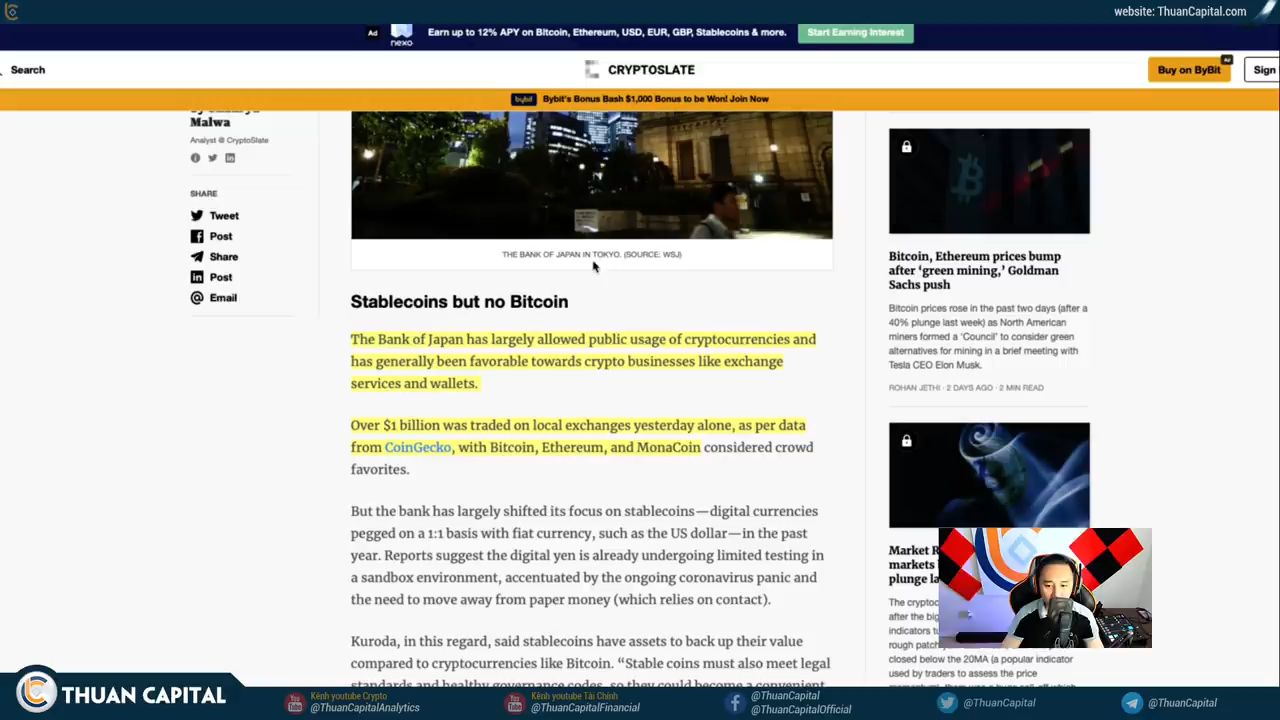 website: ThuanCapital.com
Ad
nexo
Earn up to 12% APY on Bitcoin, Ethereum, USD, EUR, GBP, Stablecoins & more.
Start Earning Interest
Search
CRYPTOSLATE
Buy on ByBit
Ad
Sign
bybit
Bybit's Bonus Bash $1,000 Bonus to be Won! Join Now
Malwa
Analyst @ CryptoSlate
SHARE
Tweet
Post
Share
Post
Email
THE BANK OF JAPAN IN TOKYO. (SOURCE: WSJ)
Stablecoins but no Bitcoin
The Bank of Japan has largely allowed public usage of cryptocurrencies and
has generally been favorable towards crypto businesses like exchange
services and wallets.
Over $1 billion was traded on local exchanges yesterday alone, as per data
from CoinGecko, with Bitcoin, Ethereum, and MonaCoin considered crowd
favorites.
But the bank has largely shifted its focus on stablecoins—digital currencies
pegged on a 1:1 basis with fiat currency, such as the US dollar—in the past
year. Reports suggest the digital yen is already undergoing limited testing in
a sandbox environment, accentuated by the ongoing coronavirus panic and
the need to move away from paper money (which relies on contact).
Kuroda, in this regard, said stablecoins have assets to back up their value
compared to cryptocurrencies like Bitcoin. “Stable coins must also meet legal
standards and healthy governance codes, so they could become a convenient
Bitcoin, Ethereum prices bump
after ‘green mining,’ Goldman
Sachs push
Bitcoin prices rose in the past two days (after a
40% plunge last week) as North American
miners formed a ‘Council’ to consider green
alternatives for mining in a brief meeting with
Tesla CEO Elon Musk.
ROHAN JETHI · 2 DAYS AGO · 2 MIN READ
Market
markets
plunge
The
after the big
indicators
rough
closed below the 20MA (a popular indicator
used by traders to assess the price
THUAN CAPITAL
Kênh youtube Crypto
@ThuanCapitalAnalytics
Kênh youtube Tài Chính
@ThuanCapitalFinancial
@ThuanCapital
@ThuanCapitalOfficial
@ThuanCapital
@ThuanCapital